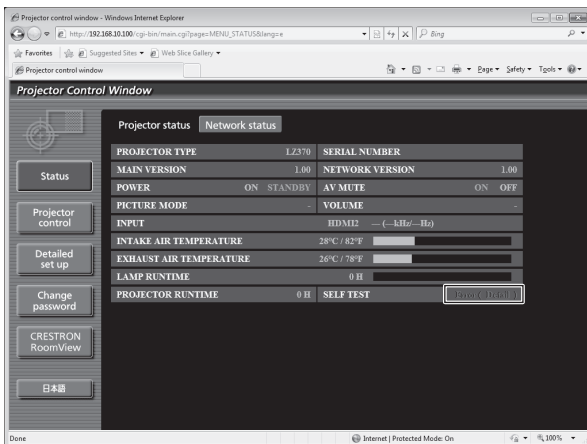 Projector control window - Windows Internet Explorer
http://192.168.10.100/cgi-bin/main.cgi?page=MENU_STATUS&lang=e
Bing
Favorites Suggested Sites Web Slice Gallery
Projector control window Page Safety Tools
Projector Control Window
Projector status Network status
PROJECTOR TYPE LZ370 SERIAL NUMBER
MAIN VERSION 1.00 NETWORK VERSION 1.00
POWER ON STANDBY AV MUTE ON OFF
PICTURE MODE - VOLUME -
INPUT HDMI2 — (—kHz/—Hz)
INTAKE AIR TEMPERATURE 28°C / 82°F
EXHAUST AIR TEMPERATURE 26°C / 78°F
LAMP RUNTIME 0 H
PROJECTOR RUNTIME 0 H SELF TEST Error ( Detail )
Status
Projector
control
Detailed
set up
Change
password
CRESTRON
RoomView
日本語
Done Internet | Protected Mode: On 100%